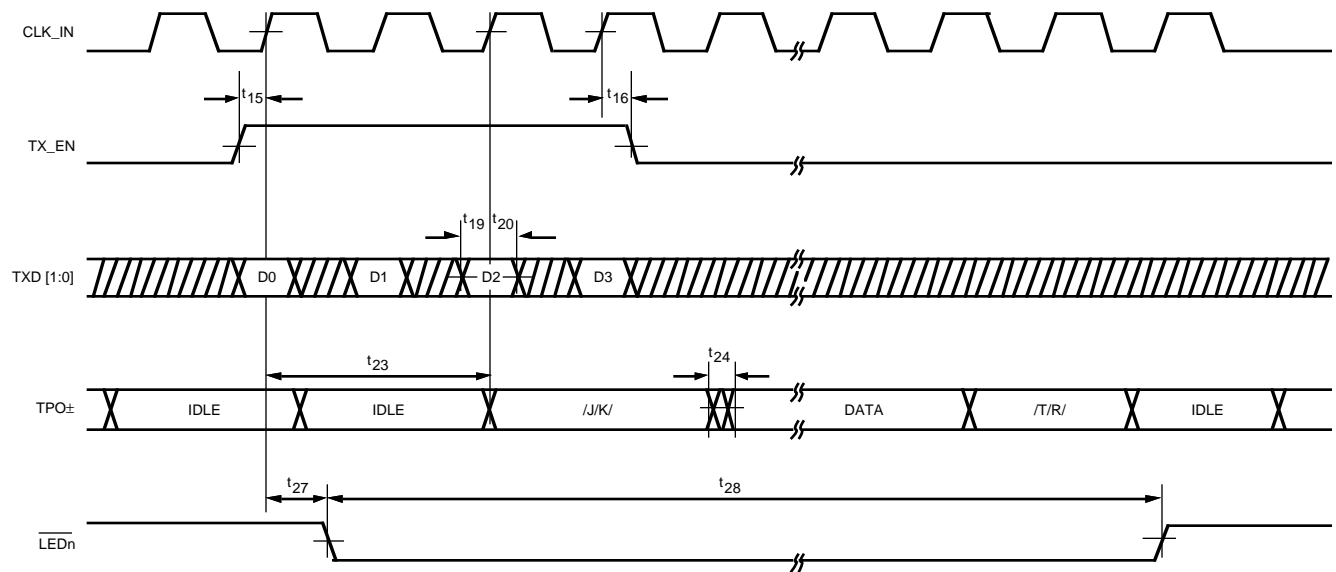 CLK_IN
t15
t16
TX_EN
t19 t20
TXD [1:0]
D0 D1 D2 D3
t23
t24
TPO±
IDLE IDLE /J/K/ DATA /T/R/ IDLE
t27
t28
LEDn